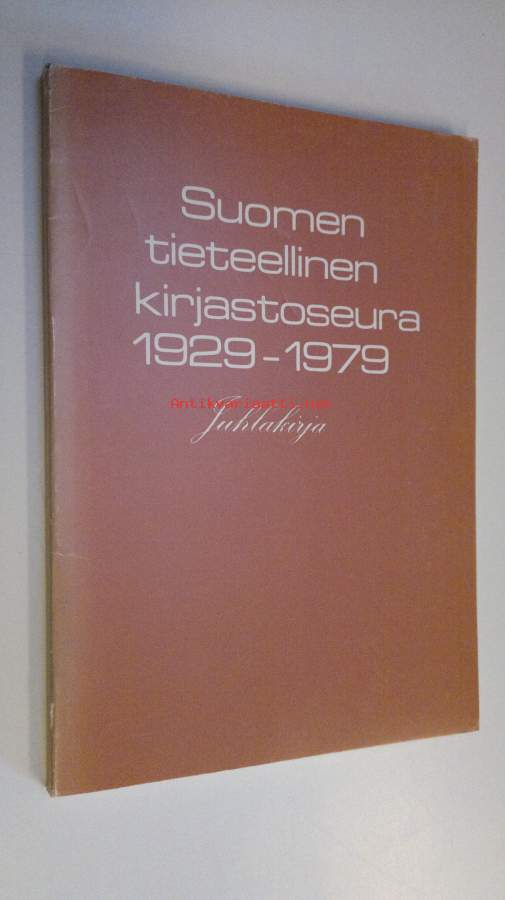 Suomen
tieteellinen
kirjastoseura
1929-1979
Antikvariaatti.net
Juhlakirja